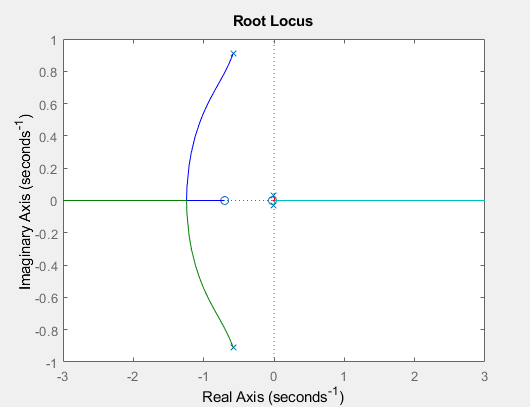 Root Locus
1
0.8
0.6
0.4
0.2
0
-0.2
-0.4
-0.6
-0.8
-1
Imaginary Axis (seconds⁻¹)
-3 -2 -1 0 1 2 3
Real Axis (seconds⁻¹)